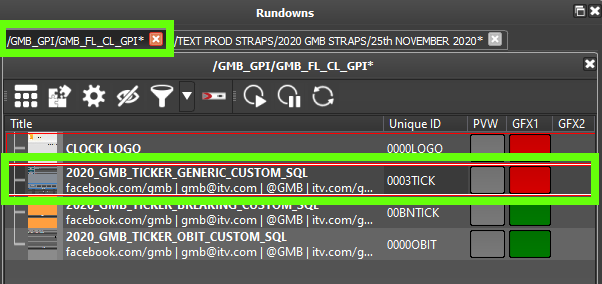 Rundowns
/GMB_GPI/GMB_FL_CL_GPI* /TEXT PROD STRAPS/2020 GMB STRAPS/25th NOVEMBER 2020*
/GMB_GPI/GMB_FL_CL_GPI*
Title Unique ID PVW GFX1 GFX2
CLOCK_LOGO 0000LOGO
2020_GMB_TICKER_GENERIC_CUSTOM_SQL
facebook.com/gmb | gmb@itv.com | @GMB | itv.com/g... 0003TICK
2020_GMB_TICKER_BREAKING_CUSTOM_SQL
facebook.com/gmb | gmb@itv.com | @GMB | itv.com/g... 00BNTICK
2020_GMB_TICKER_OBIT_CUSTOM_SQL
facebook.com/gmb | gmb@itv.com | @GMB | itv.com/g... 0000OBIT